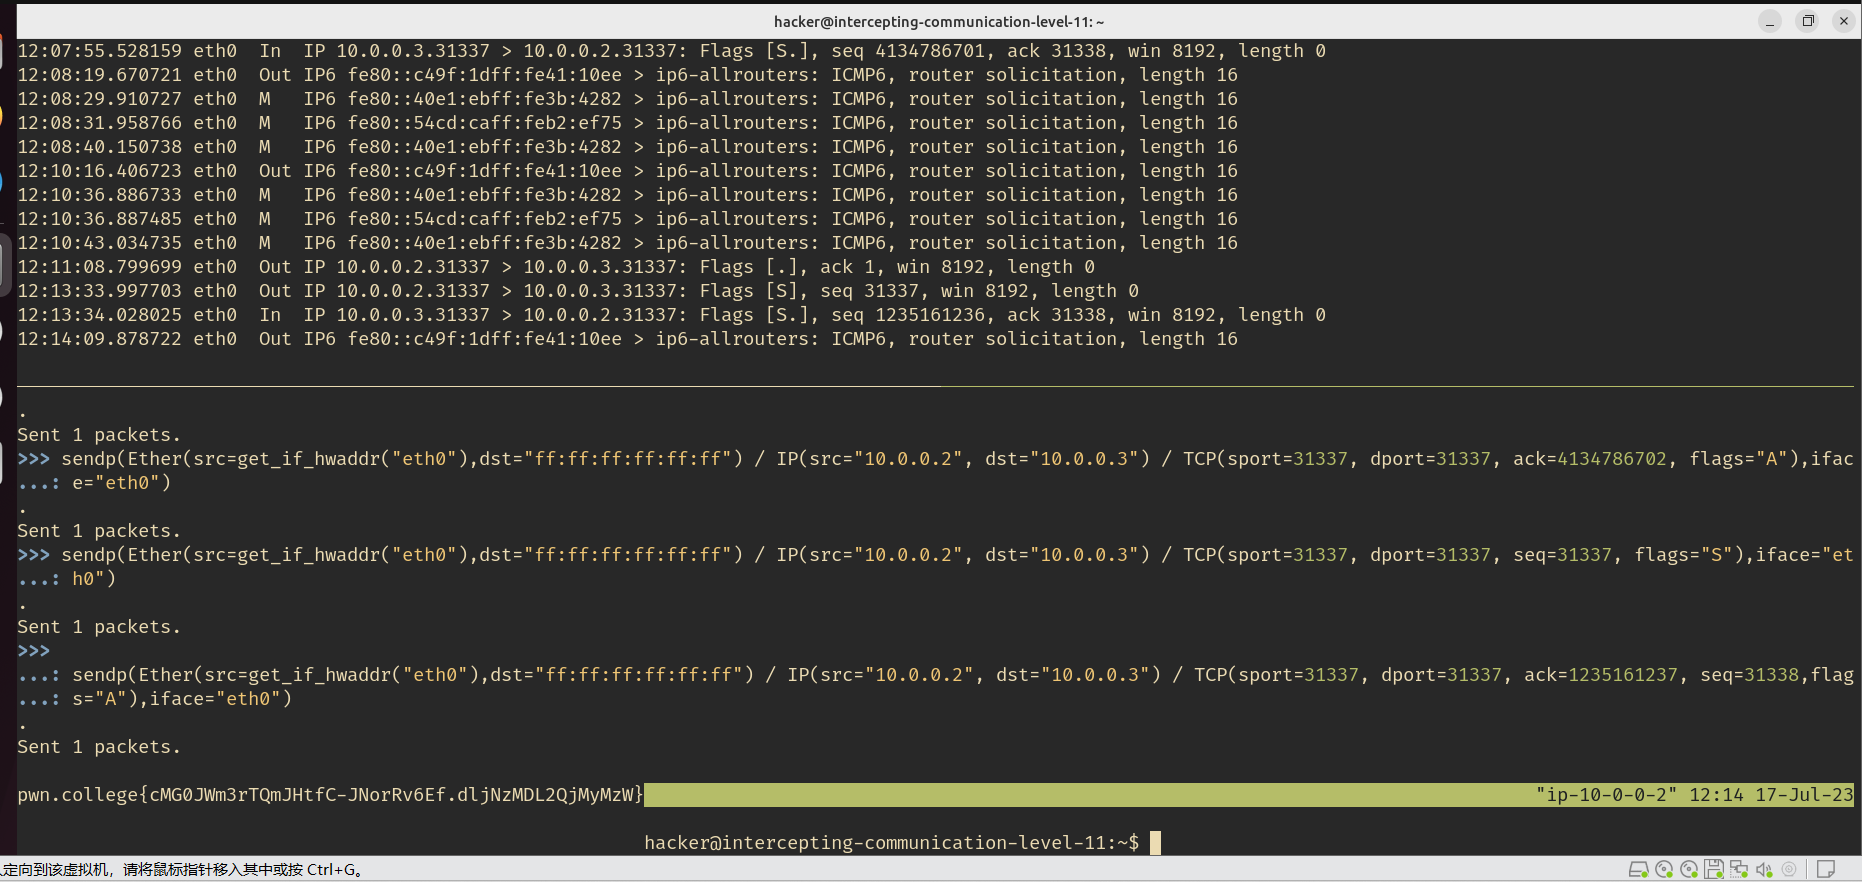 hacker@intercepting-communication-level-11: ~
12:07:55.528159 eth0  In  IP 10.0.0.3.31337 > 10.0.0.2.31337: Flags [S.], seq 4134786701, ack 31338, win 8192, length 0
12:08:19.670721 eth0  Out IP6 fe80::c49f:1dff:fe41:10ee > ip6-allrouters: ICMP6, router solicitation, length 16
12:08:29.910727 eth0  M   IP6 fe80::40e1:ebff:fe3b:4282 > ip6-allrouters: ICMP6, router solicitation, length 16
12:08:31.958766 eth0  M   IP6 fe80::54cd:caff:feb2:ef75 > ip6-allrouters: ICMP6, router solicitation, length 16
12:08:40.150738 eth0  M   IP6 fe80::40e1:ebff:fe3b:4282 > ip6-allrouters: ICMP6, router solicitation, length 16
12:10:16.406723 eth0  Out IP6 fe80::c49f:1dff:fe41:10ee > ip6-allrouters: ICMP6, router solicitation, length 16
12:10:36.886733 eth0  M   IP6 fe80::40e1:ebff:fe3b:4282 > ip6-allrouters: ICMP6, router solicitation, length 16
12:10:36.887485 eth0  M   IP6 fe80::54cd:caff:feb2:ef75 > ip6-allrouters: ICMP6, router solicitation, length 16
12:10:43.034735 eth0  M   IP6 fe80::40e1:ebff:fe3b:4282 > ip6-allrouters: ICMP6, router solicitation, length 16
12:11:08.799699 eth0  Out IP 10.0.0.2.31337 > 10.0.0.3.31337: Flags [.], ack 1, win 8192, length 0
12:13:33.997703 eth0  Out IP 10.0.0.2.31337 > 10.0.0.3.31337: Flags [S], seq 31337, win 8192, length 0
12:13:34.028025 eth0  In  IP 10.0.0.3.31337 > 10.0.0.2.31337: Flags [S.], seq 1235161236, ack 31338, win 8192, length 0
12:14:09.878722 eth0  Out IP6 fe80::c49f:1dff:fe41:10ee > ip6-allrouters: ICMP6, router solicitation, length 16
.
Sent 1 packets.
>>> sendp(Ether(src=get_if_hwaddr("eth0"),dst="ff:ff:ff:ff:ff:ff") / IP(src="10.0.0.2", dst="10.0.0.3") / TCP(sport=31337, dport=31337, ack=4134786702, flags="A"),ifac
...: e="eth0")
.
Sent 1 packets.
>>> sendp(Ether(src=get_if_hwaddr("eth0"),dst="ff:ff:ff:ff:ff:ff") / IP(src="10.0.0.2", dst="10.0.0.3") / TCP(sport=31337, dport=31337, seq=31337, flags="S"),iface="et
...: h0")
.
Sent 1 packets.
>>>
...: sendp(Ether(src=get_if_hwaddr("eth0"),dst="ff:ff:ff:ff:ff:ff") / IP(src="10.0.0.2", dst="10.0.0.3") / TCP(sport=31337, dport=31337, ack=1235161237, seq=31338,flag
...: s="A"),iface="eth0")
.
Sent 1 packets.
pwn.college{cMG0JWm3rTQmJHtfC-JNorRv6Ef.dljNzMDL2QjMyMzW} "ip-10-0-0-2" 12:14 17-Jul-23
hacker@intercepting-communication-level-11:~$
定向到该虚拟机，请将鼠标指针移入其中或按 Ctrl+G。